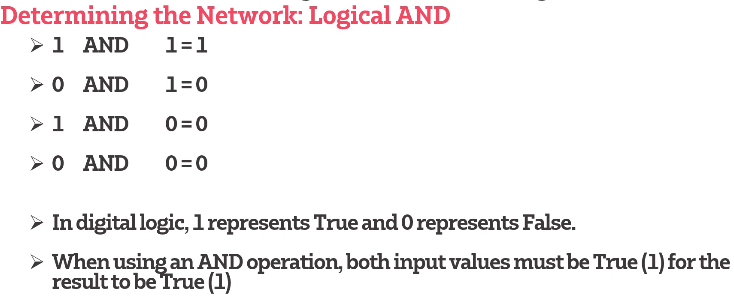 Determining the Network: Logical AND
➢ 1 AND 1 = 1
➢ 0 AND 1 = 0
➢ 1 AND 0 = 0
➢ 0 AND 0 = 0
➢ In digital logic, 1 represents True and 0 represents False.
➢ When using an AND operation, both input values must be True (1) for the
result to be True (1)